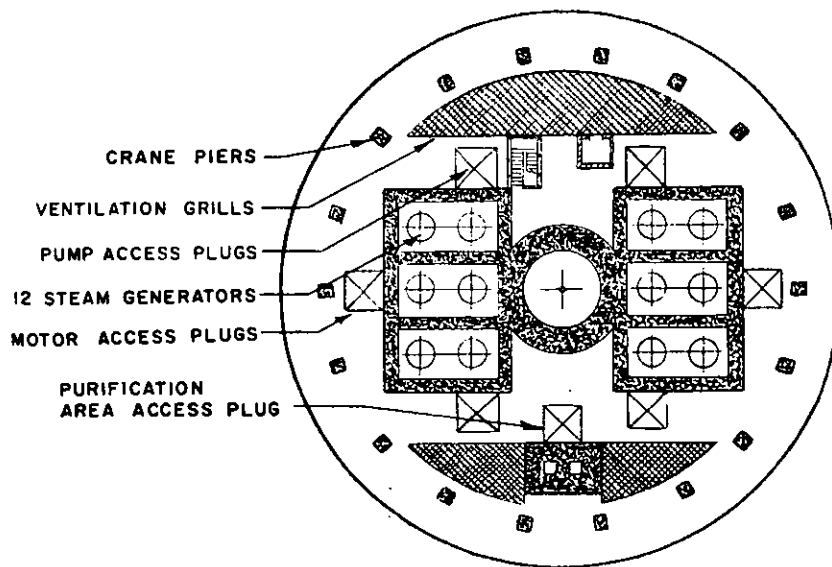 CRANE PIERS
VENTILATION GRILLS
PUMP ACCESS PLUGS
12 STEAM GENERATORS
MOTOR ACCESS PLUGS
PURIFICATION
AREA ACCESS PLUG